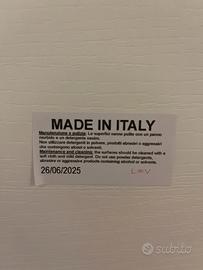 MADE IN ITALY
Manutenzione e pulizia: Le superfici vanno pulite con un panno
morbido e un detergente neutro.
Non utilizzare detergenti in polvere, prodotti abrasivi o aggressivi
che contengono alcol o solventi.
Maintenance and cleaning: the surfaces should be cleaned with a
soft cloth and mild detergent. Do not use powder detergents,
abrasive or aggressive products containing alcohol or solvents.
26/06/2025
subito